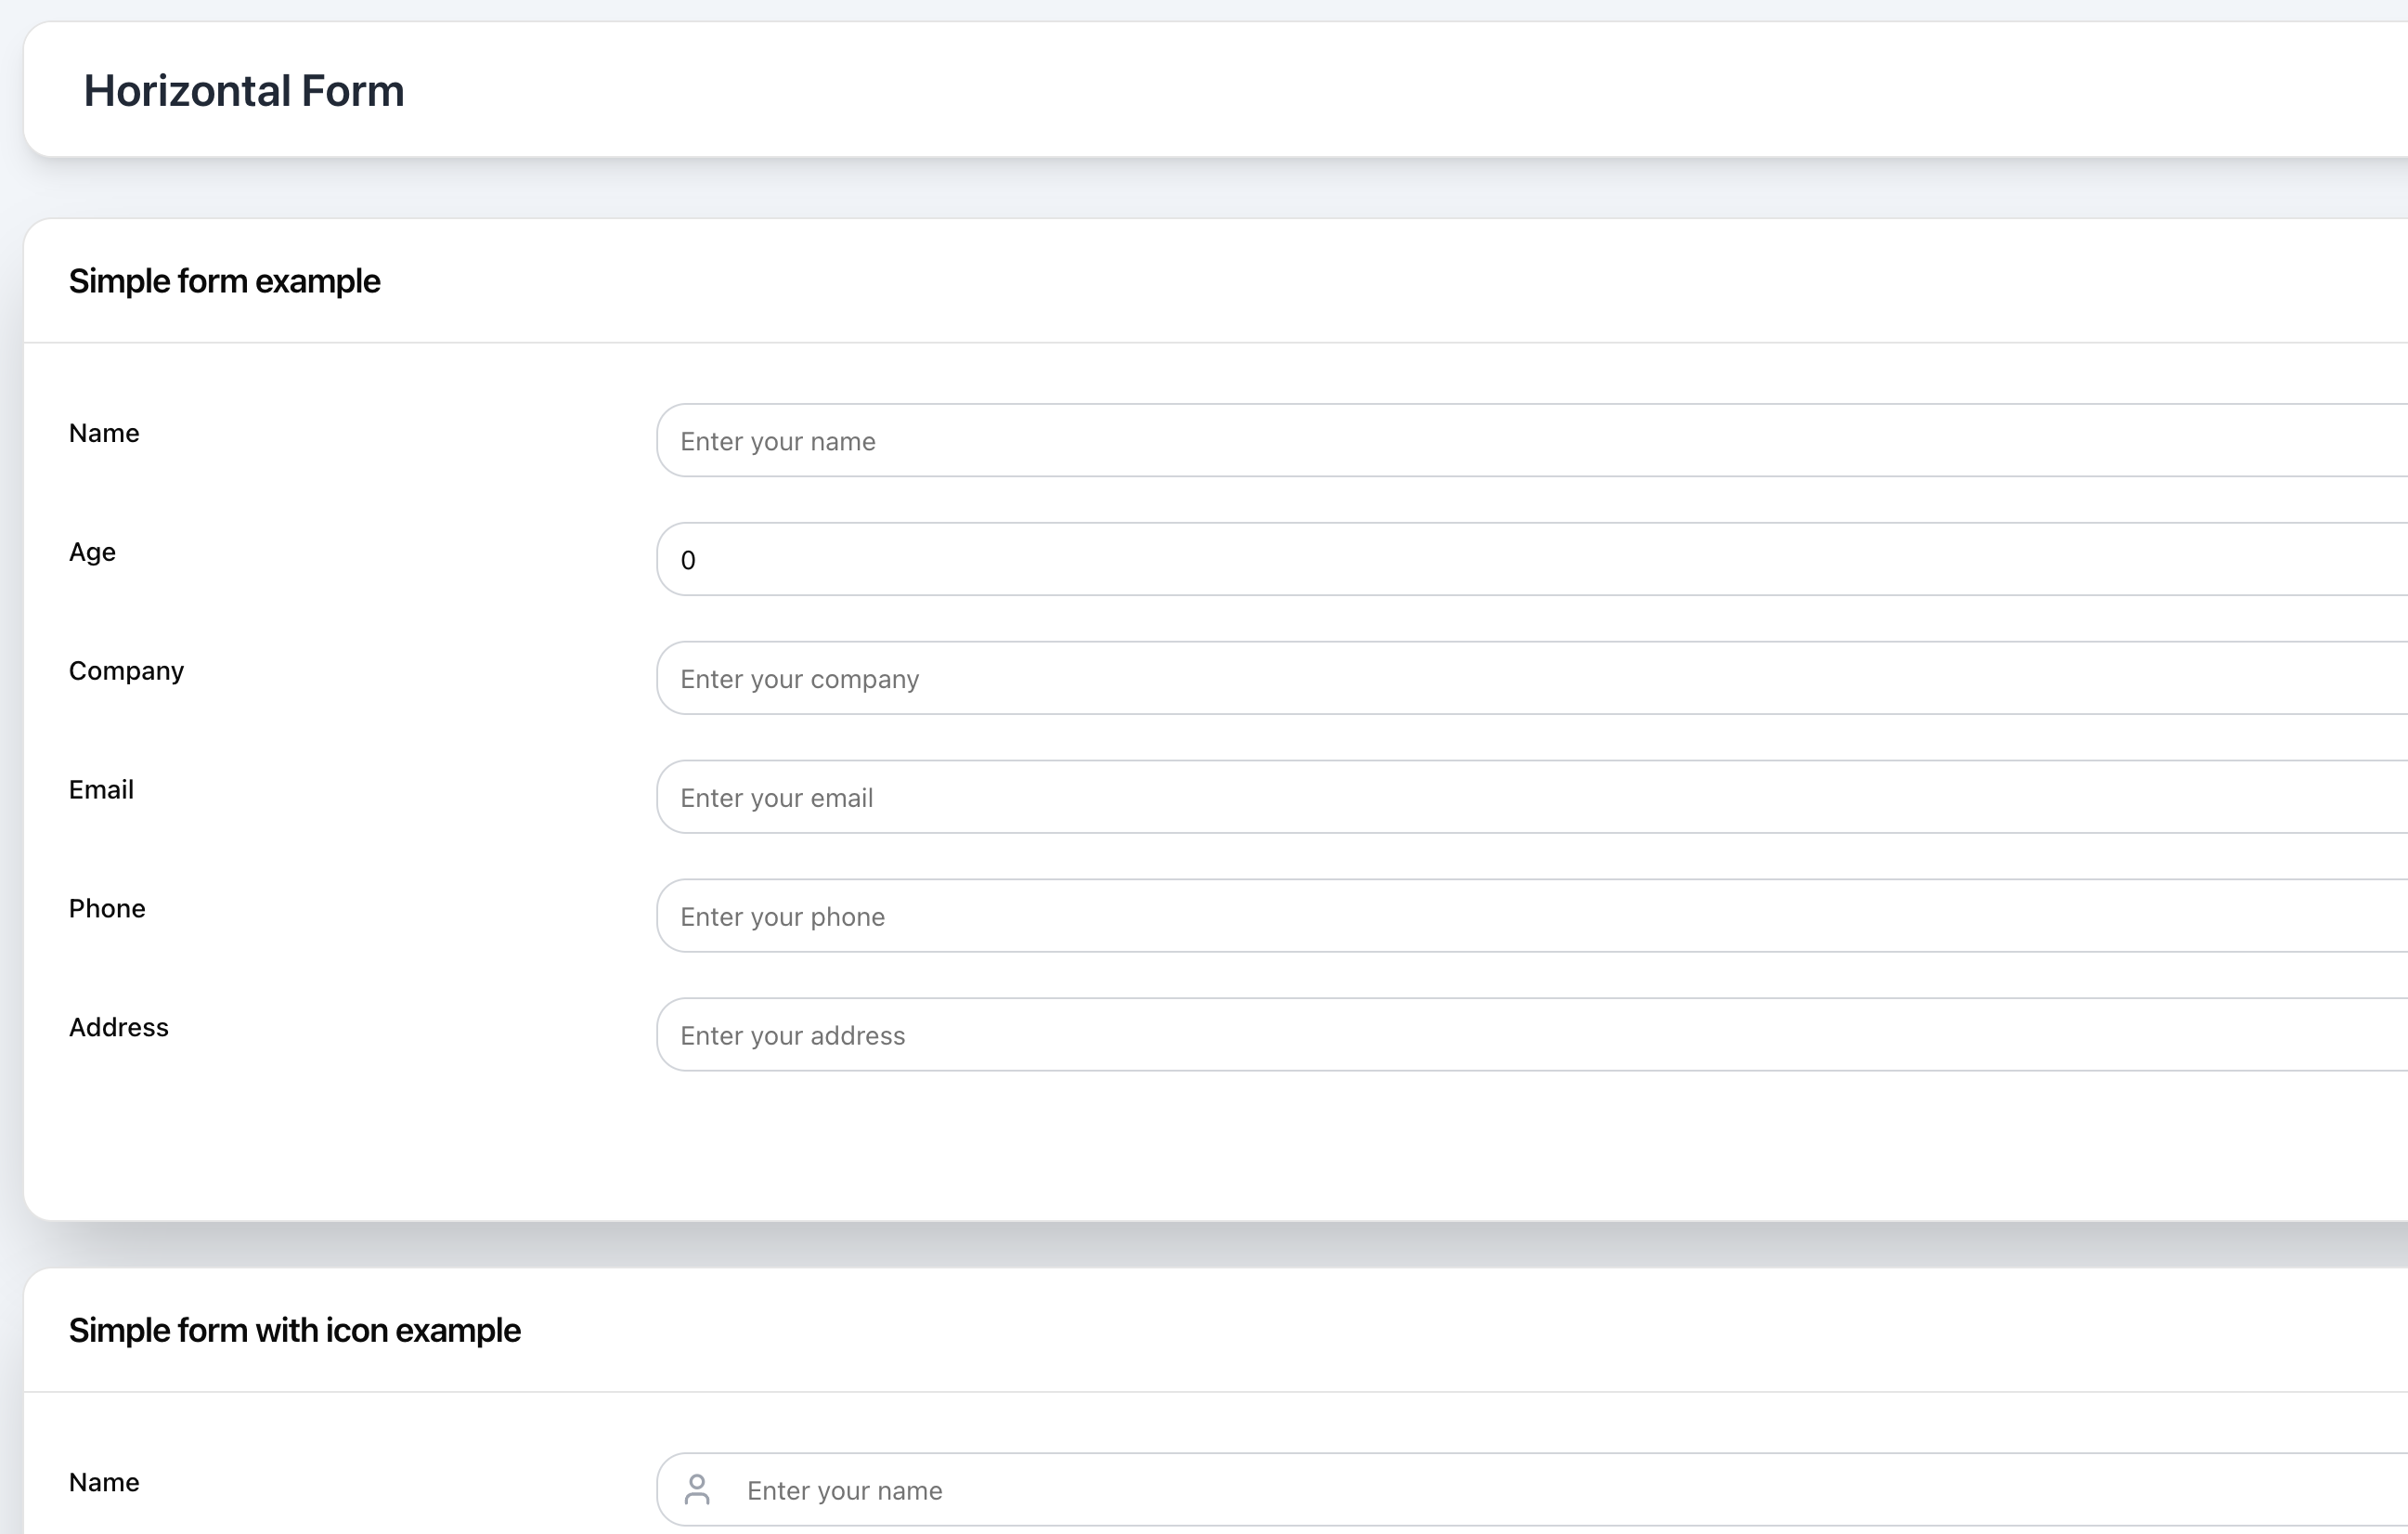 Horizontal Form
Simple form example
Name
Enter your name
Age
0
Company
Enter your company
Email
Enter your email
Phone
Enter your phone
Address
Enter your address
Simple form with icon example
Name
Enter your name